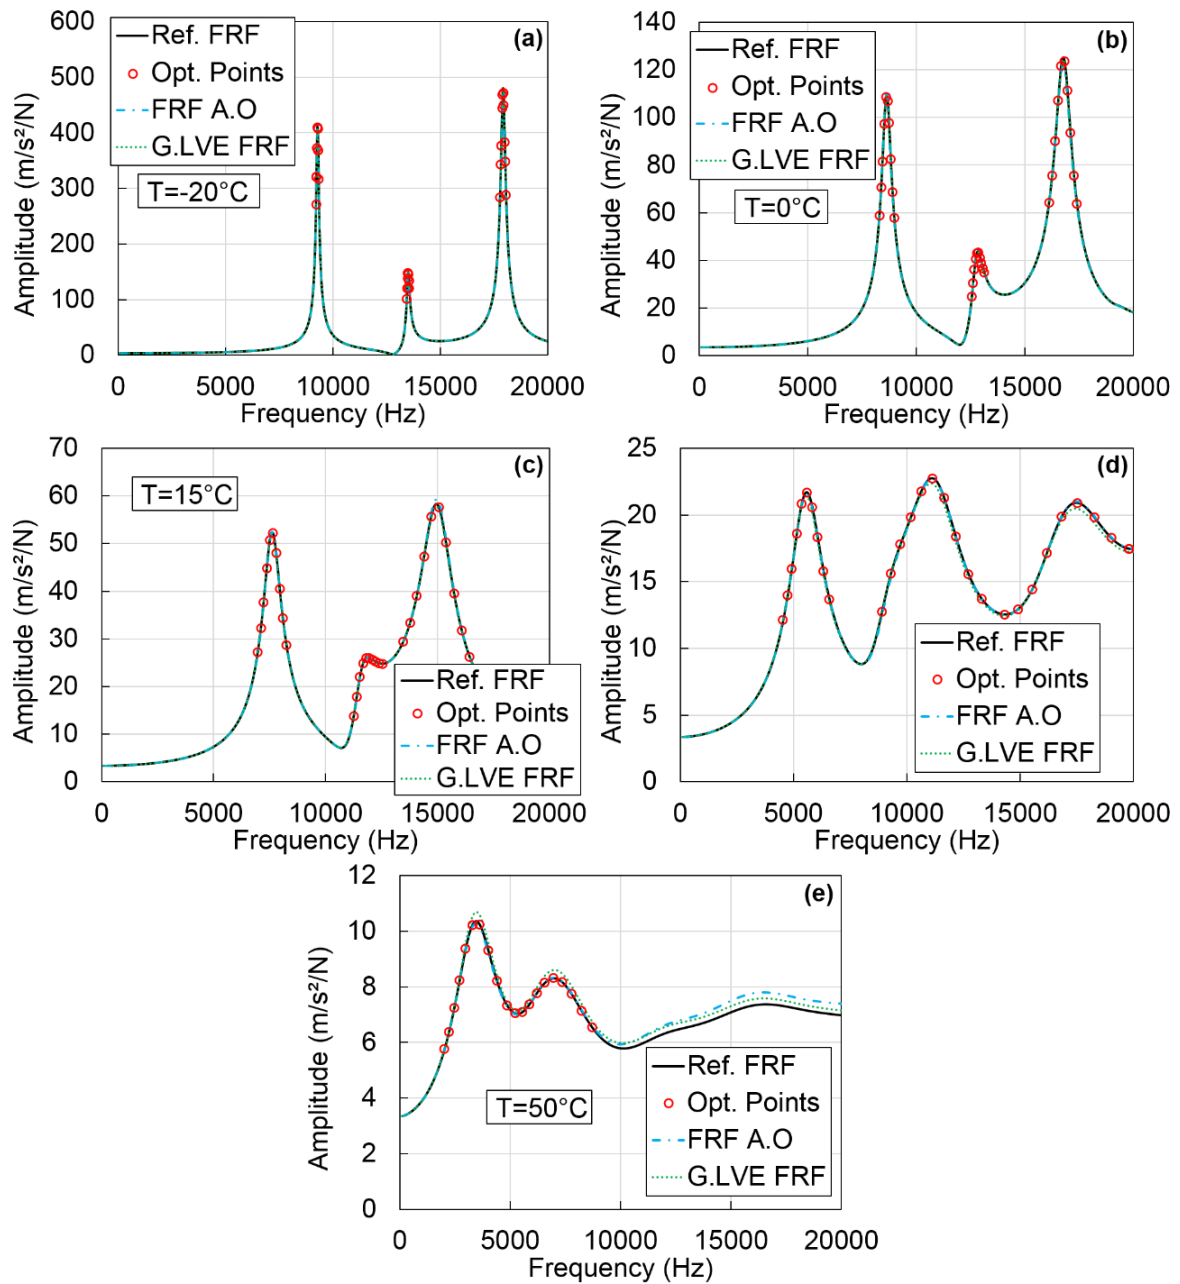 (a)
Ref. FRF
Opt. Points
FRF A.O
G.LVE FRF
T=-20°C
Amplitude (m/s²/N)
600
500
400
300
200
100
0
0 5000 10000 15000 20000
Frequency (Hz)
(b)
Ref. FRF
Opt. Points
FRF A.O
G.LVE FRF
T=0°C
Amplitude (m/s²/N)
140
120
100
80
60
40
20
0
0 5000 10000 15000 20000
Frequency (Hz)
(c)
T=15°C
Ref. FRF
Opt. Points
FRF A.O
G.LVE FRF
Amplitude (m/s²/N)
70
60
50
40
30
20
10
0
0 5000 10000 15000 20000
Frequency (Hz)
(d)
Ref. FRF
Opt. Points
FRF A.O
G.LVE FRF
Amplitude (m/s²/N)
25
20
15
10
5
0
0 5000 10000 15000 20000
Frequency (Hz)
(e)
Ref. FRF
Opt. Points
FRF A.O
G.LVE FRF
T=50°C
Amplitude (m/s²/N)
12
10
8
6
4
2
0
0 5000 10000 15000 20000
Frequency (Hz)